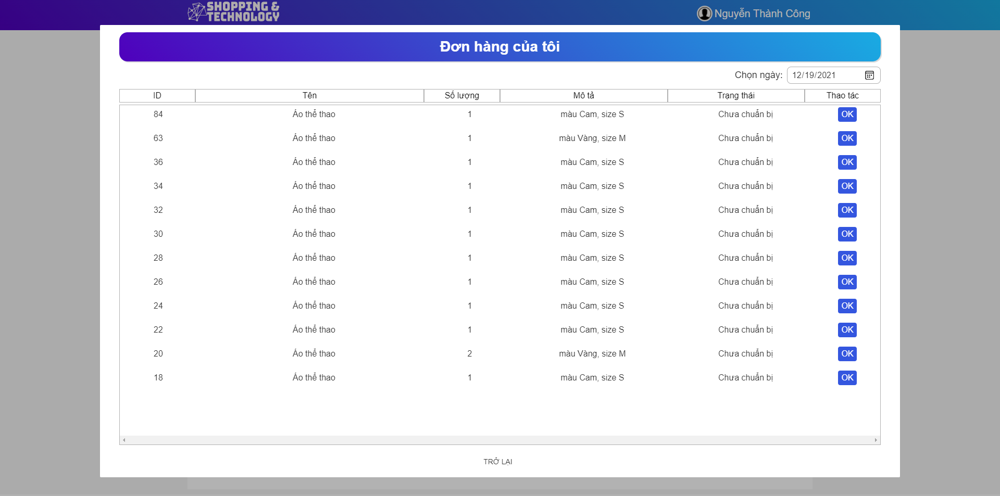 SHOPPING &
TECHNOLOGY
Nguyễn Thành Công
Đơn hàng của tôi
Chọn ngày: 12/19/2021
ID Tên Số lượng Mô tả Trạng thái Thao tác
84 Áo thể thao 1 màu Cam, size S Chưa chuẩn bị OK
63 Áo thể thao 1 màu Vàng, size M Chưa chuẩn bị OK
36 Áo thể thao 1 màu Cam, size S Chưa chuẩn bị OK
34 Áo thể thao 1 màu Cam, size S Chưa chuẩn bị OK
32 Áo thể thao 1 màu Cam, size S Chưa chuẩn bị OK
30 Áo thể thao 1 màu Cam, size S Chưa chuẩn bị OK
28 Áo thể thao 1 màu Cam, size S Chưa chuẩn bị OK
26 Áo thể thao 1 màu Cam, size S Chưa chuẩn bị OK
24 Áo thể thao 1 màu Cam, size S Chưa chuẩn bị OK
22 Áo thể thao 1 màu Cam, size S Chưa chuẩn bị OK
20 Áo thể thao 2 màu Vàng, size M Chưa chuẩn bị OK
18 Áo thể thao 1 màu Cam, size S Chưa chuẩn bị OK
TRỞ LẠI